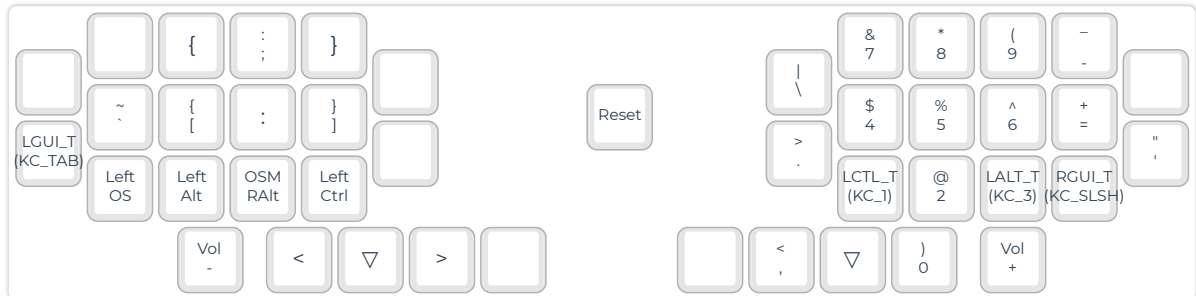 {
:
;
}
&
7
*
8
(
9
_
-
|
\
~
`
{
[
:
}
]
Reset
$
4
%
5
^
6
+
=
LGUI_T
(KC_TAB)
>
.
"
'
Left
OS
Left
Alt
OSM
RAlt
Left
Ctrl
LCTL_T
(KC_1)
@
2
LALT_T
(KC_3)
RGUI_T
(KC_SLSH)
Vol
-
<
▽
>
<
,
▽
)
0
Vol
+